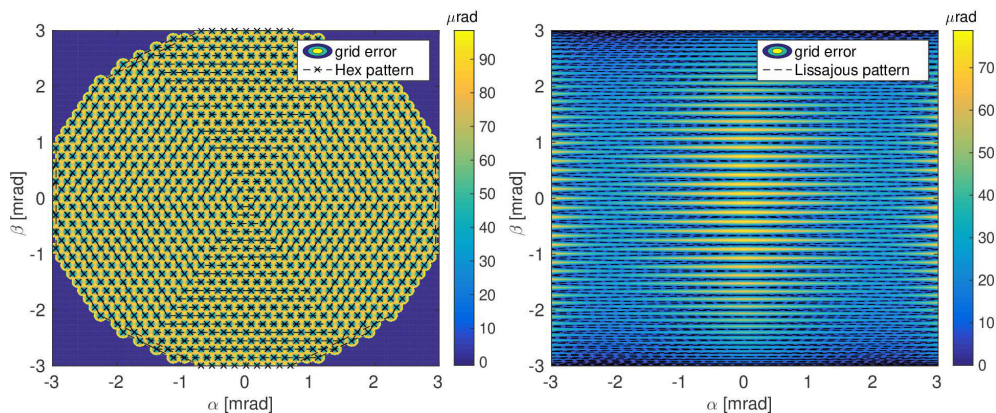 μrad
3
2
1
0
-1
-2
-3
β [mrad]
grid error
Hex pattern
90
80
70
60
50
40
30
20
10
0
-3 -2 -1 0 1 2 3
α [mrad]
μrad
3
2
1
0
-1
-2
-3
β [mrad]
grid error
Lissajous pattern
70
60
50
40
30
20
10
0
-3 -2 -1 0 1 2 3
α [mrad]